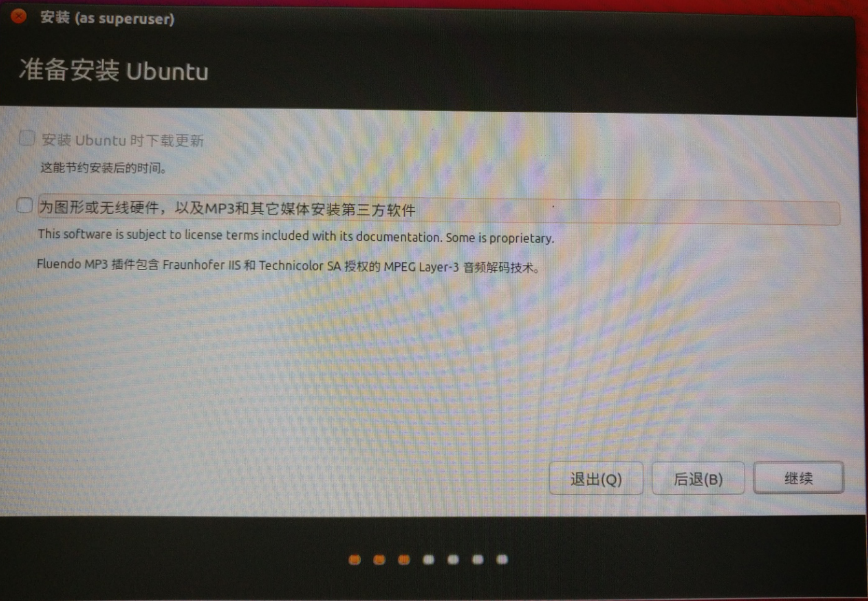 安装 (as superuser)
准备安装 Ubuntu
安装 Ubuntu 时下载更新
这能节约安装后的时间。
为图形或无线硬件，以及MP3和其它媒体安装第三方软件
This software is subject to license terms included with its documentation. Some is proprietary.
Fluendo MP3 插件包含 Fraunhofer IIS 和 Technicolor SA 授权的 MPEG Layer-3 音频解码技术。
退出(Q) 后退(B) 继续